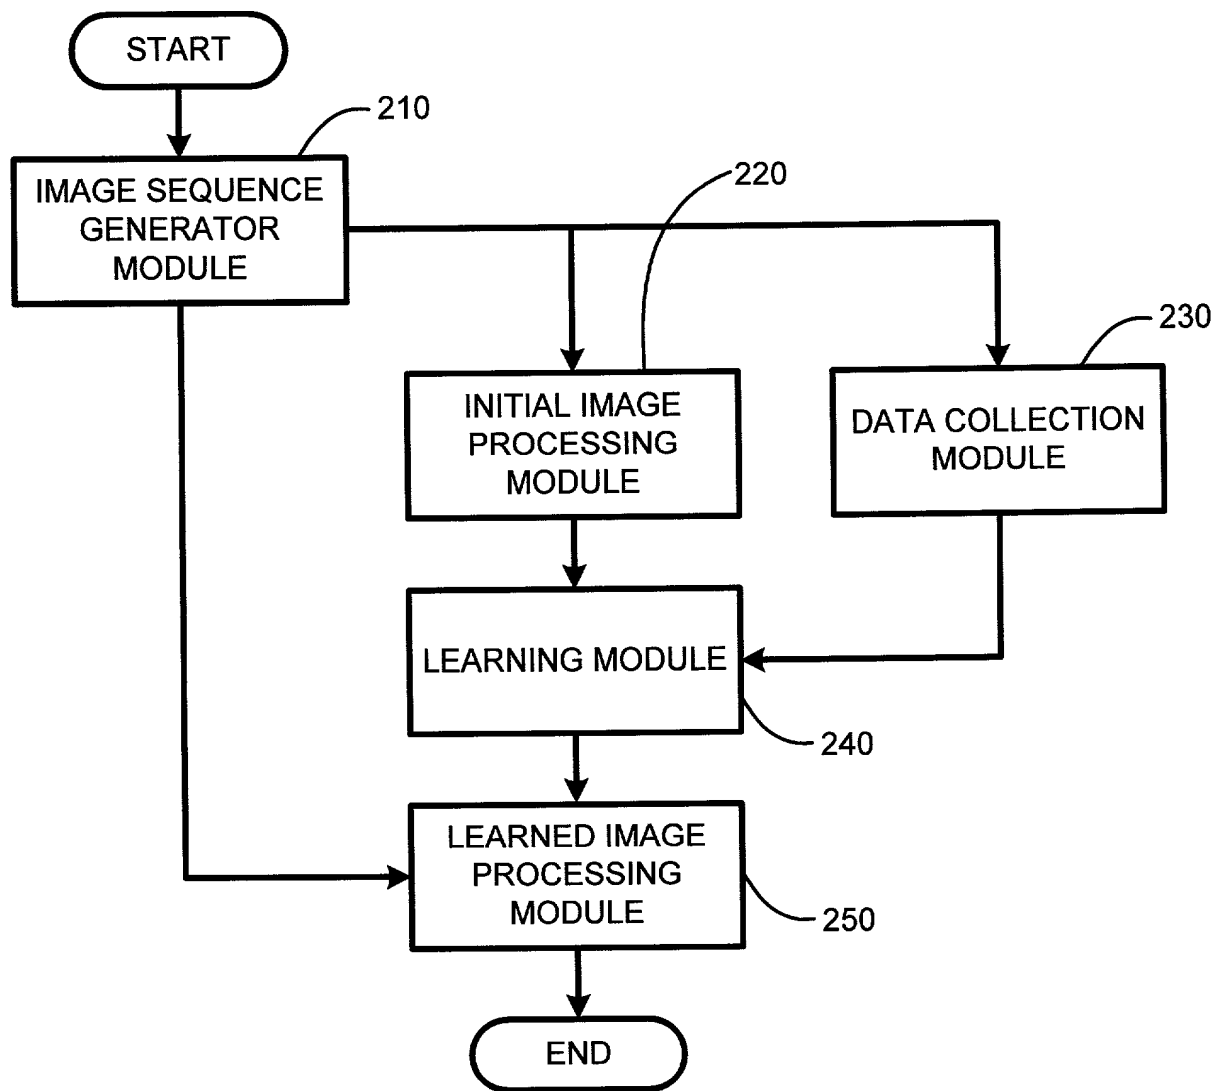 START
210
IMAGE SEQUENCE
GENERATOR
MODULE
220
230
INITIAL IMAGE
PROCESSING
MODULE
DATA COLLECTION
MODULE
LEARNING MODULE
240
LEARNED IMAGE
PROCESSING
MODULE
250
END